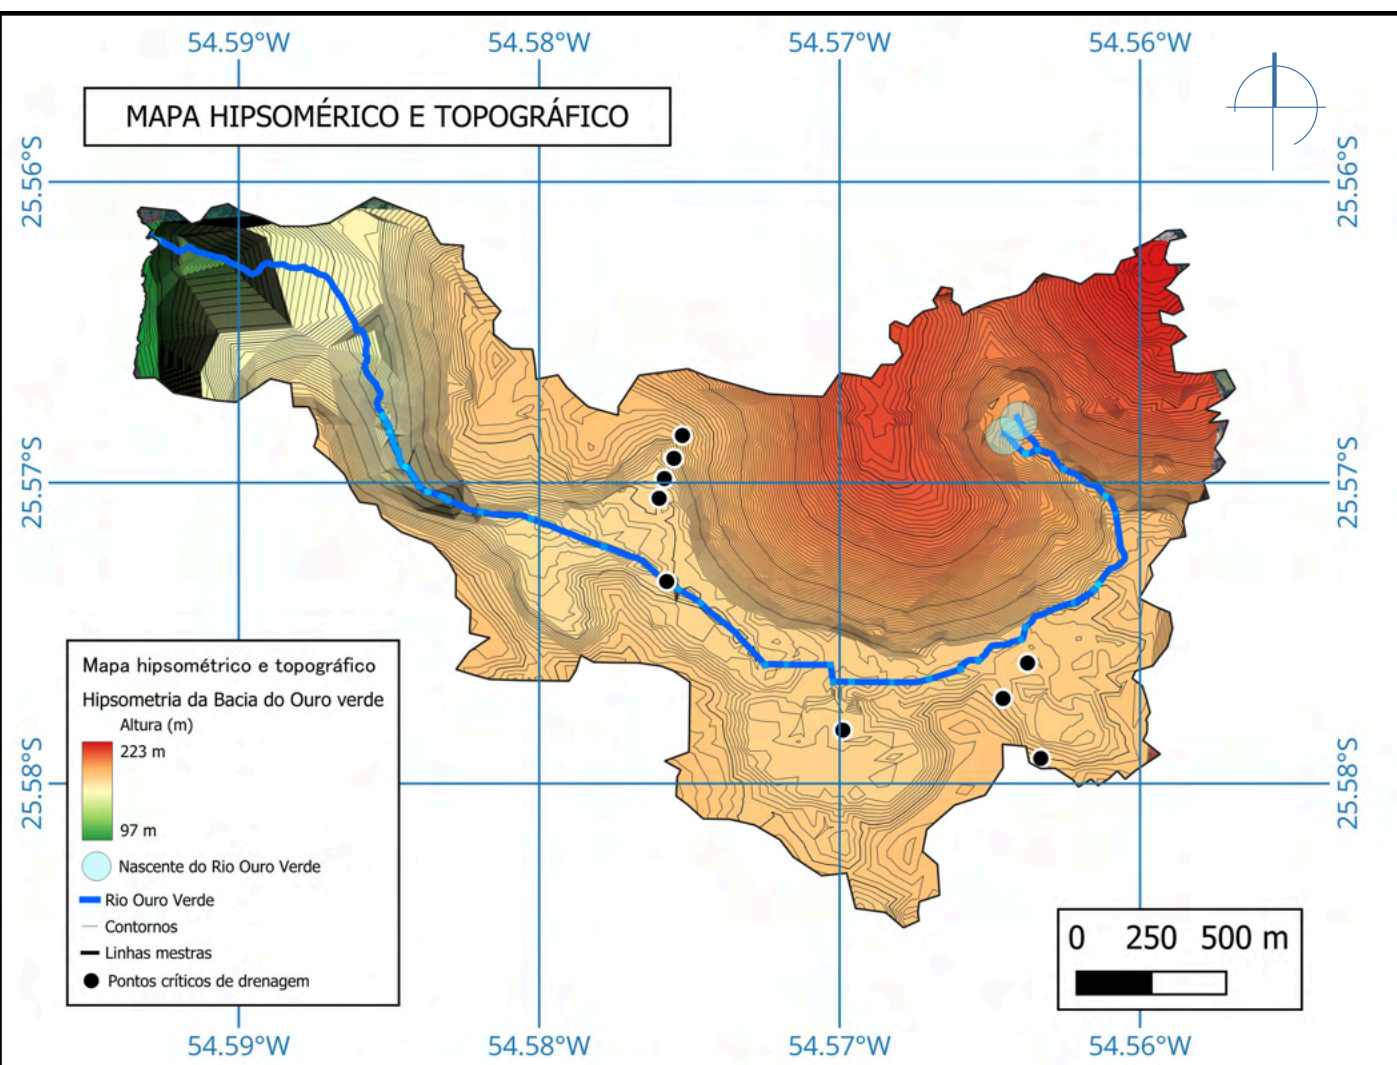 54.59°W 54.58°W 54.57°W 54.56°W
MAPA HIPSOMÉRICO E TOPOGRÁFICO
25.56°S 25.56°S
25.57°S 25.57°S
25.58°S 25.58°S
Mapa hipsométrico e topográfico
Hipsometria da Bacia do Ouro verde
Altura (m)
223 m
97 m
Nascente do Rio Ouro Verde
Rio Ouro Verde
Contornos
Linhas mestras
Pontos críticos de drenagem
0 250 500 m
54.59°W 54.58°W 54.57°W 54.56°W